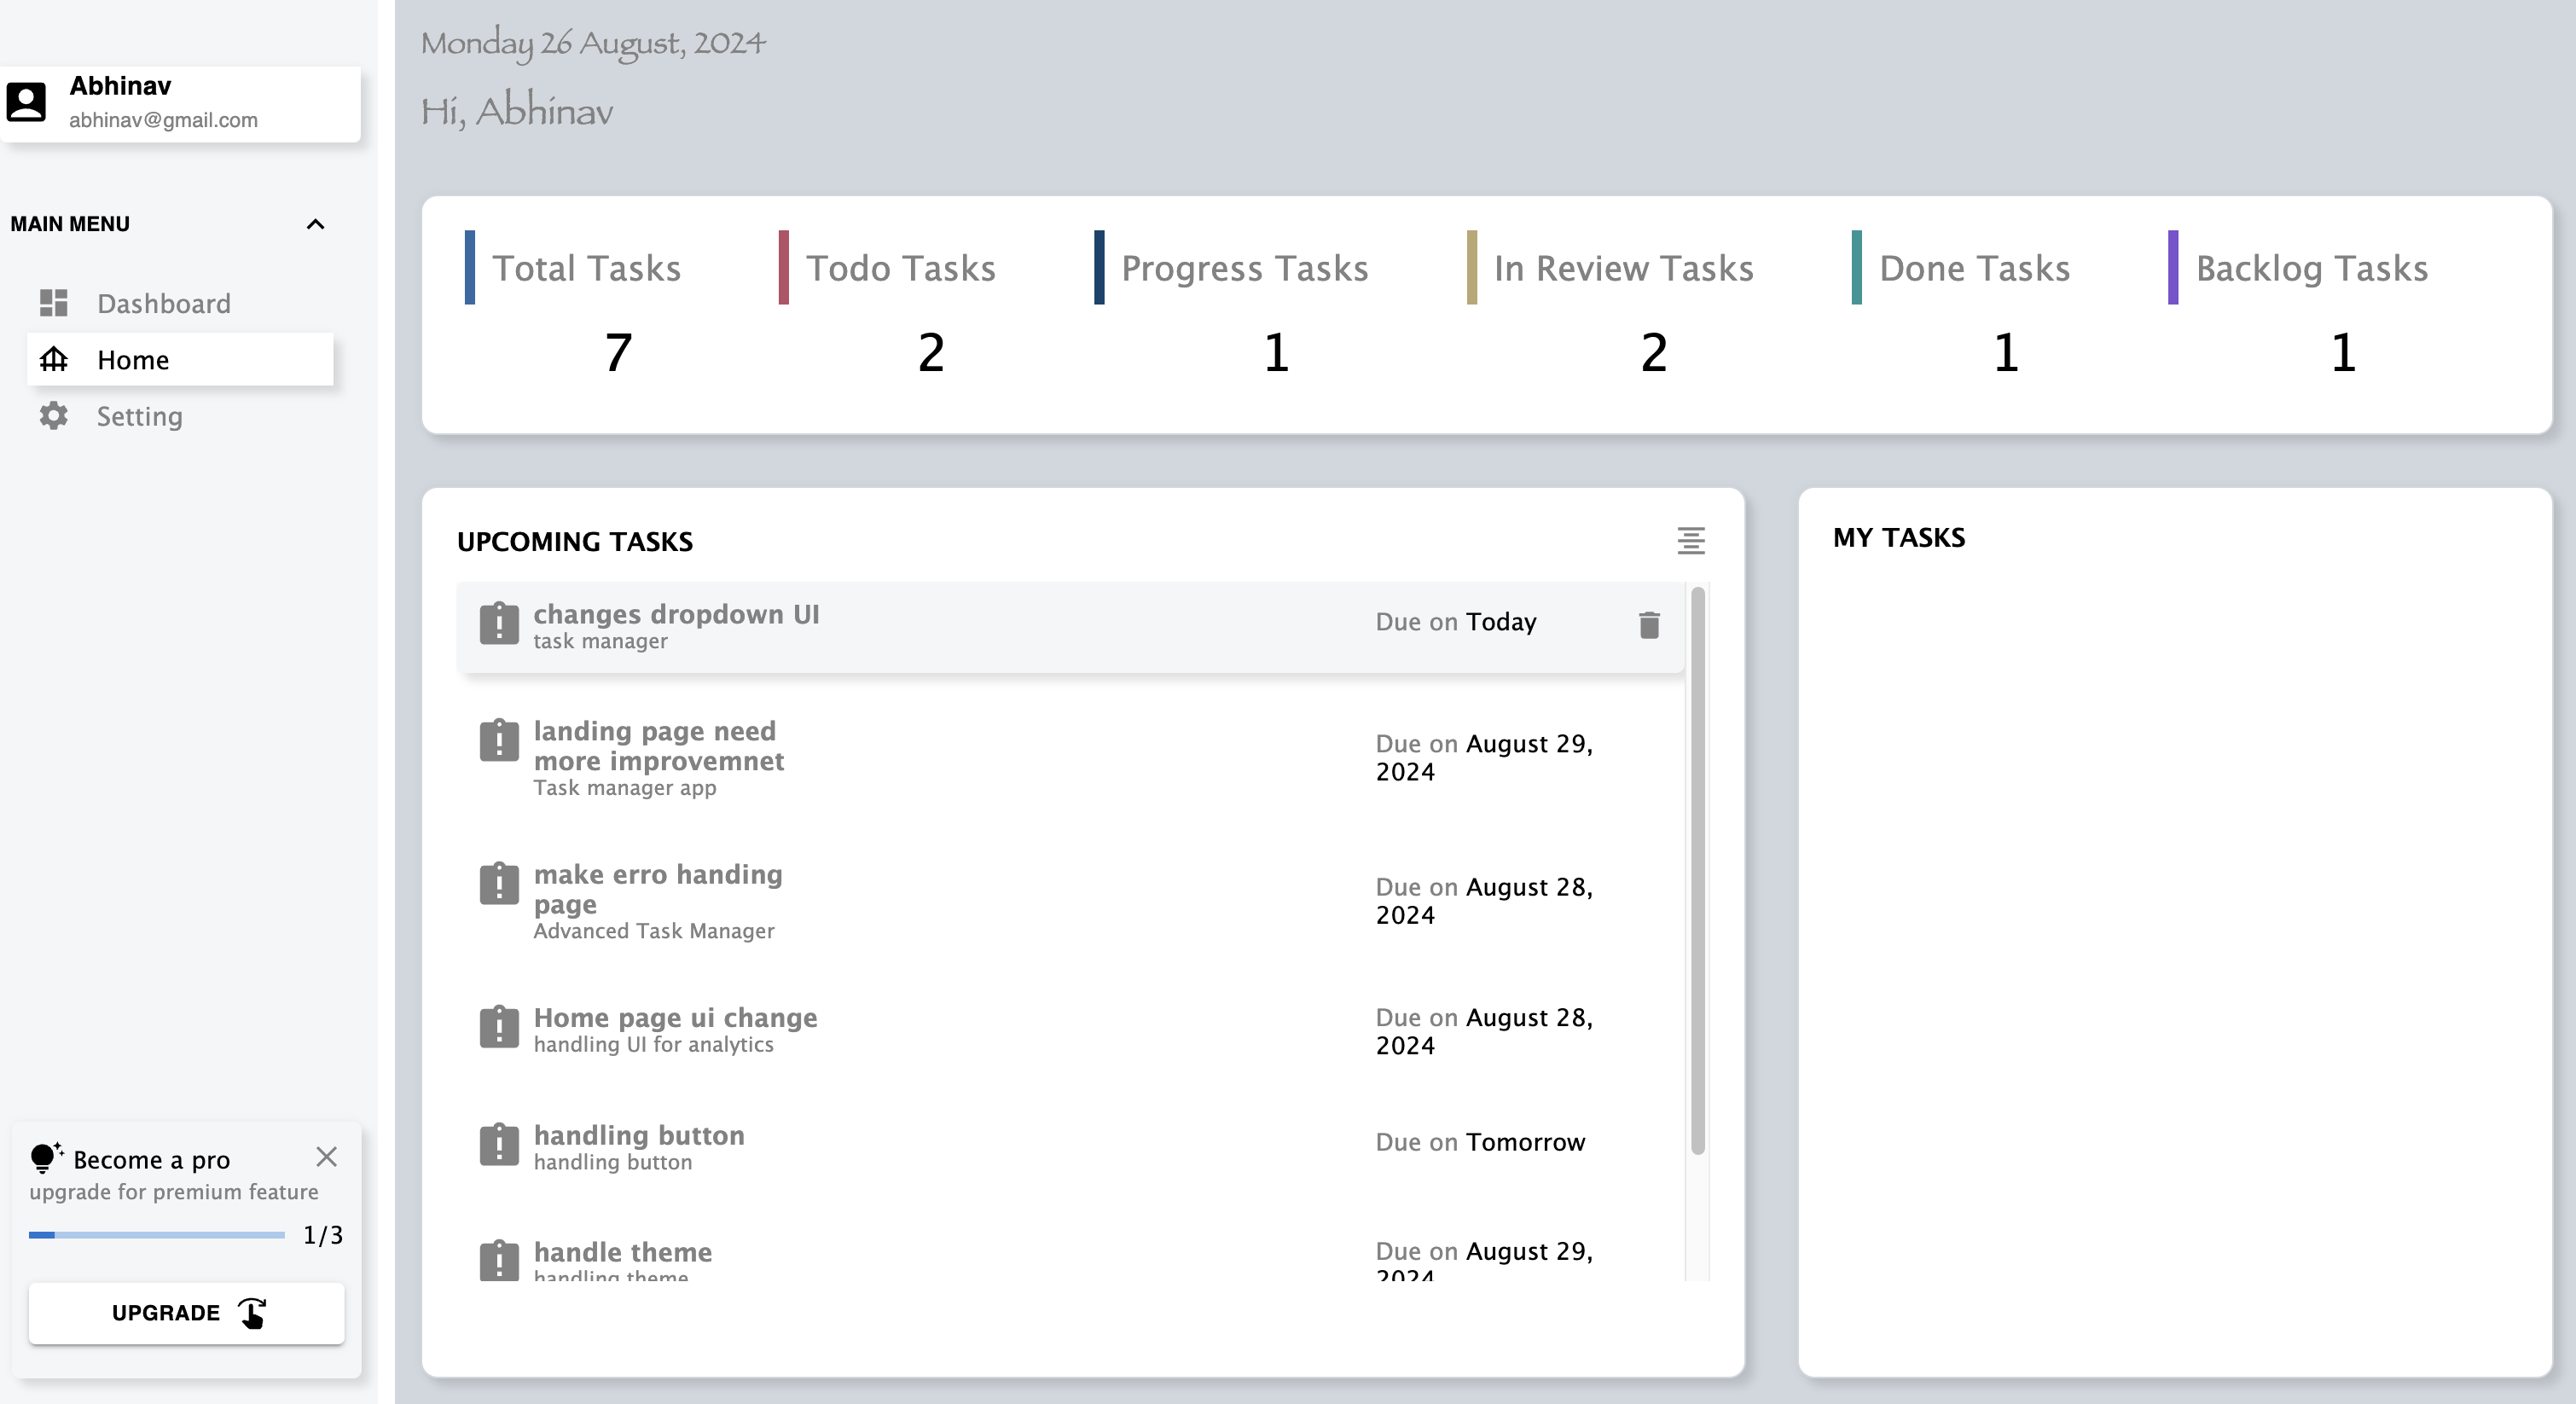 Abhinav
abhinav@gmail.com
MAIN MENU
Dashboard
Home
Setting
Become a pro
upgrade for premium feature
1/3
UPGRADE
Monday 26 August, 2024
Hi, Abhinav
Total Tasks
7
Todo Tasks
2
Progress Tasks
1
In Review Tasks
2
Done Tasks
1
Backlog Tasks
1
UPCOMING TASKS
changes dropdown UI
task manager
Due on Today
landing page need
more improvemnet
Task manager app
Due on August 29,
2024
make erro handing
page
Advanced Task Manager
Due on August 28,
2024
Home page ui change
handling UI for analytics
Due on August 28,
2024
handling button
handling button
Due on Tomorrow
handle theme
handling theme
Due on August 29,
2024
MY TASKS